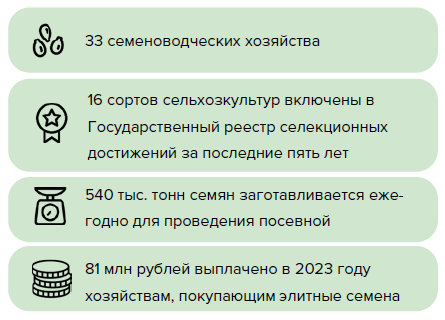 33 семеноводческих хозяйства
16 сортов сельхозкультур включены в
Государственный реестр селекционных
достижений за последние пять лет
540 тыс. тонн семян заготавливается еже-
годно для проведения посевной
81 млн рублей выплачено в 2023 году
хозяйствам, покупающим элитные семена